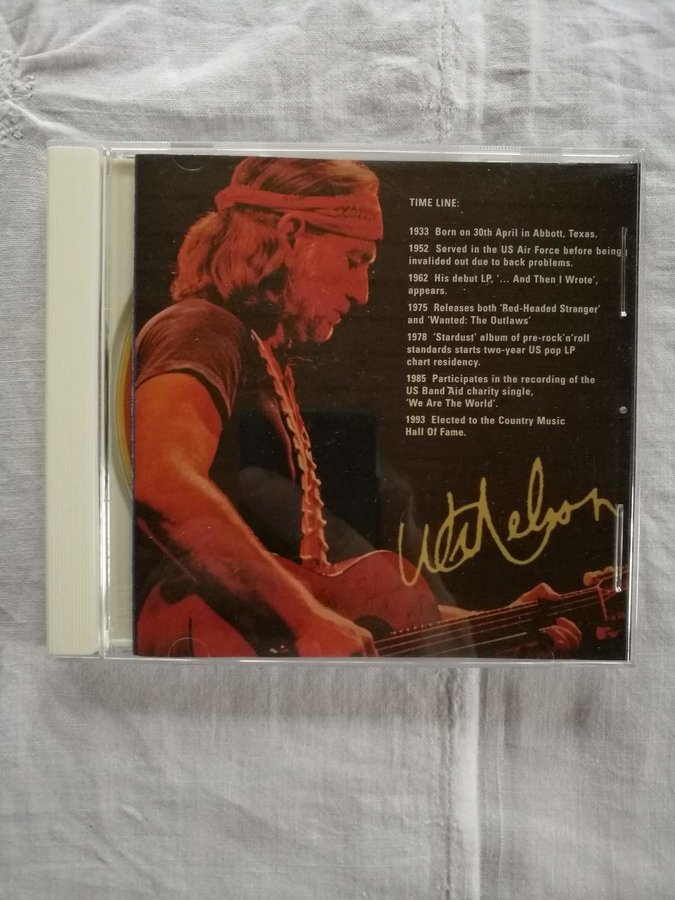 TIME LINE:
1933 Born on 30th April in Abbott, Texas.
1952 Served in the US Air Force before being
invalided out due to back problems.
1962 His debut LP, '... And Then I Wrote',
appears.
1975 Releases both 'Red-Headed Stranger'
and 'Wanted: The Outlaws'
1978 'Stardust' album of pre-rock'n'roll
standards starts two-year US pop LP
chart residency.
1985 Participates in the recording of the
US Band Aid charity single,
'We Are The World'.
1993 Elected to the Country Music
Hall Of Fame.
Nelson